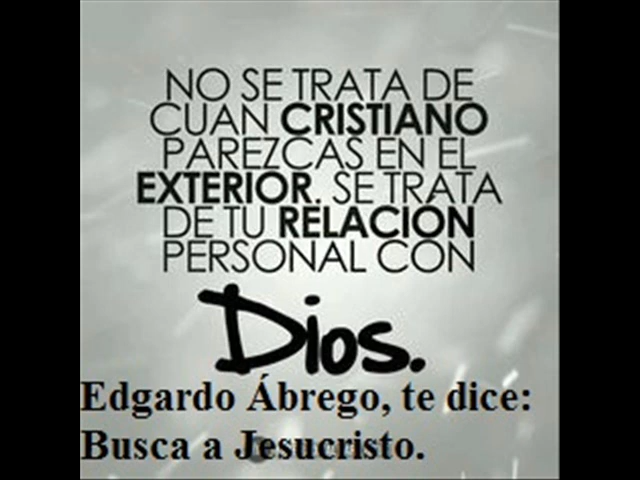 NO SE TRATA DE
CUAN CRISTIANO
PAREZCAS EN EL
EXTERIOR. SE TRATA
DE TU RELACIÓN
PERSONAL CON
Dios.
Edgardo Ábrego, te dice:
Busca a Jesucristo.